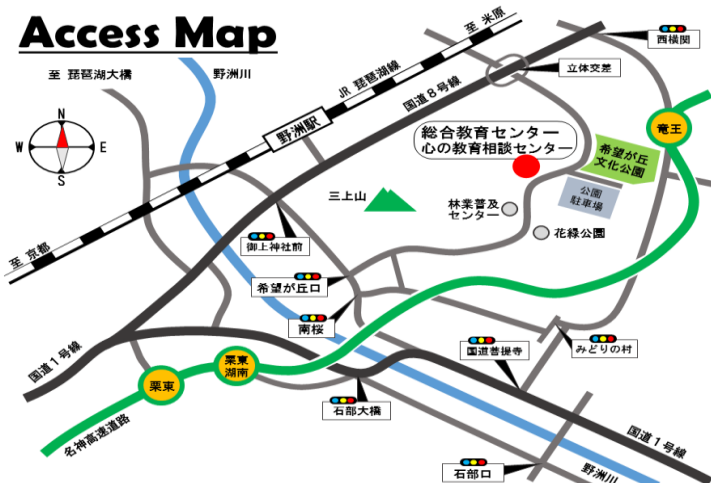 Access Map
至 米原
西横関
至 琵琶湖大橋
野洲川
JR 琵琶湖線
国道8号線
立体交差
N
W
E
S
野洲駅
竜王
総合教育センター
心の教育相談センター
希望が丘
文化公園
三上山
公園
駐車場
林業普及
センター
花緑公園
御上神社前
至 京都
希望が丘口
南桜
国道菩提寺
みどりの村
国道1号線
栗東
湖南
栗東
石部大橋
名神高速道路
国道1号線
石部口
野洲川